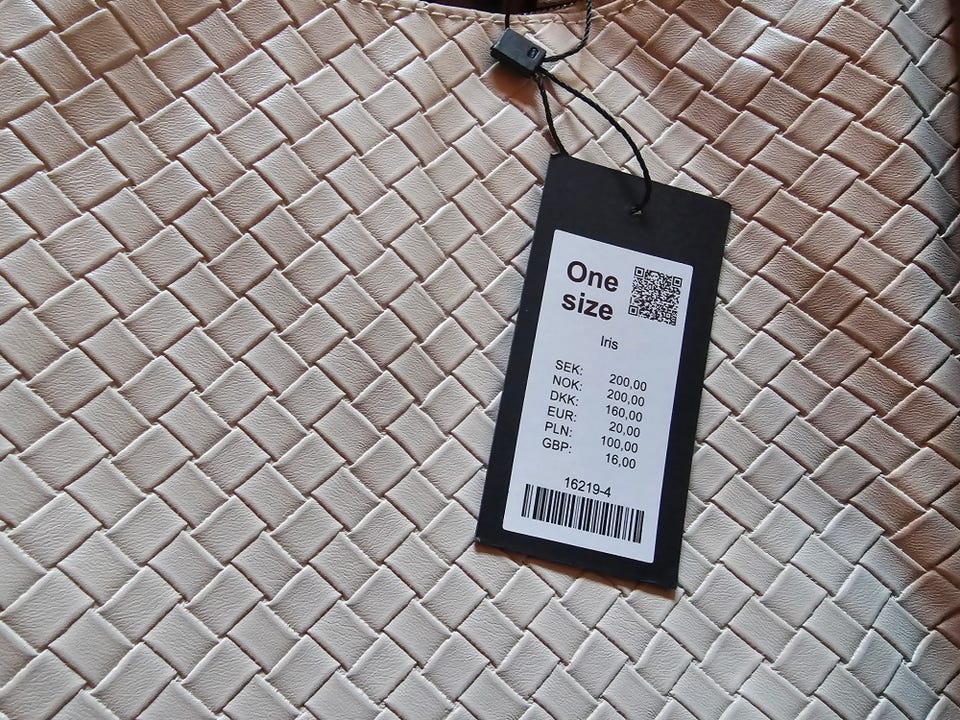 One
size
Iris
SEK: 200,00
NOK: 200,00
DKK: 160,00
EUR: 20,00
PLN: 100,00
GBP: 16,00
16219-4